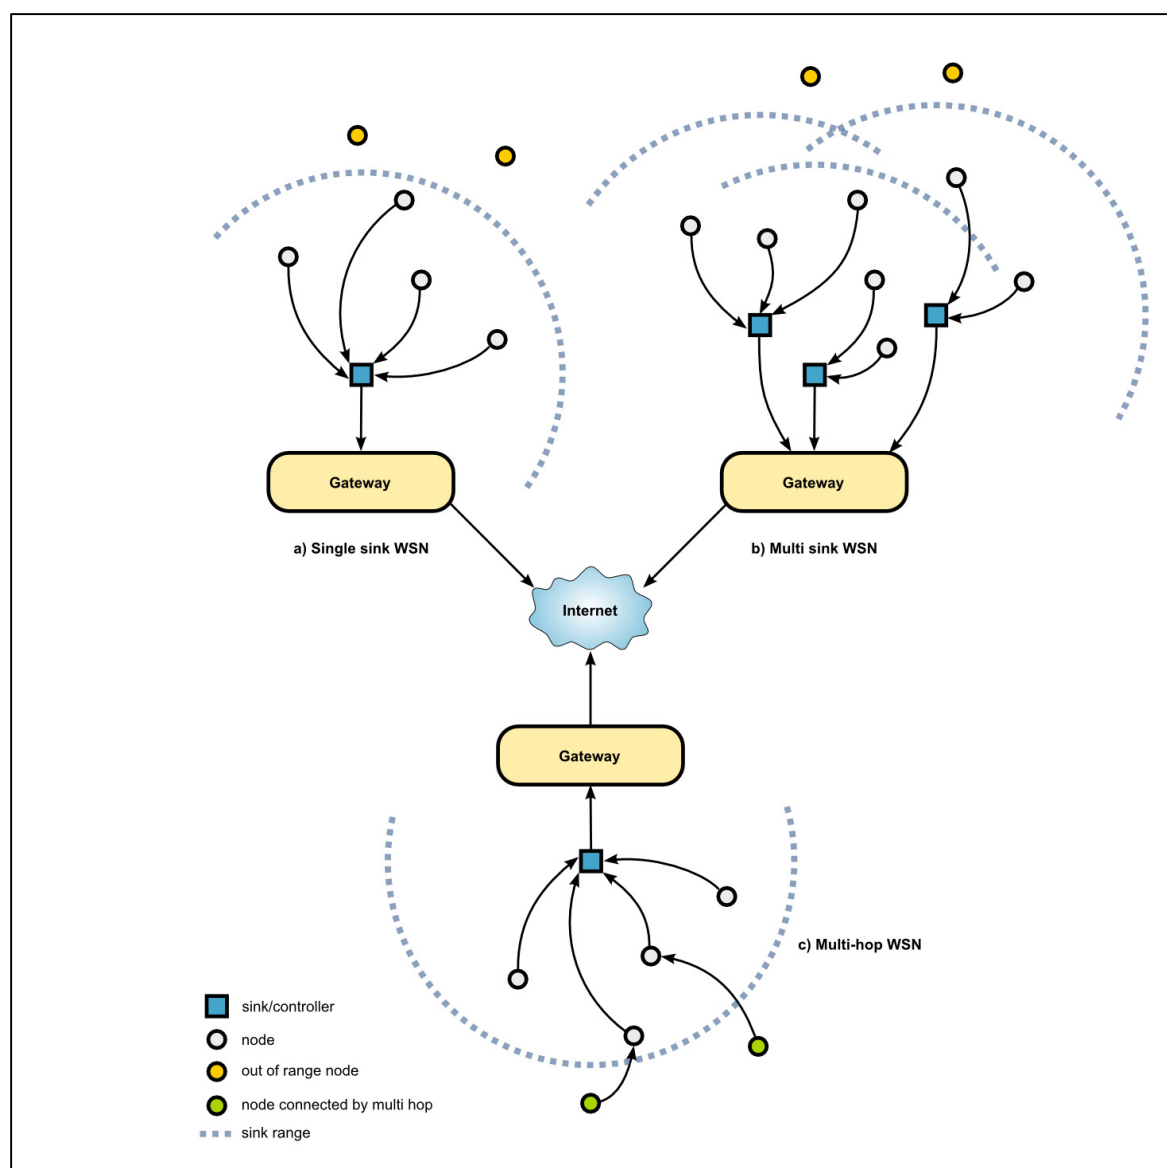 Gateway
Gateway
a) Single sink WSN
b) Multi sink WSN
Internet
Gateway
c) Multi-hop WSN
sink/controller
node
out of range node
node connected by multi hop
sink range